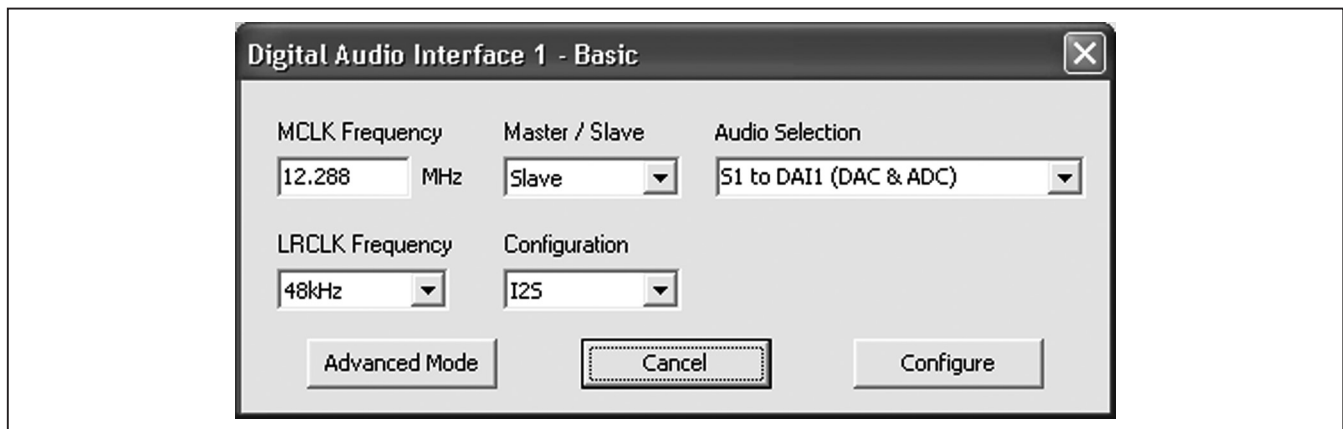 Digital Audio Interface 1 - Basic
MCLK Frequency
Master / Slave
Audio Selection
12.288 MHz
Slave
S1 to DAI1 (DAC & ADC)
LRCLK Frequency
Configuration
48kHz
I2S
Advanced Mode
Cancel
Configure